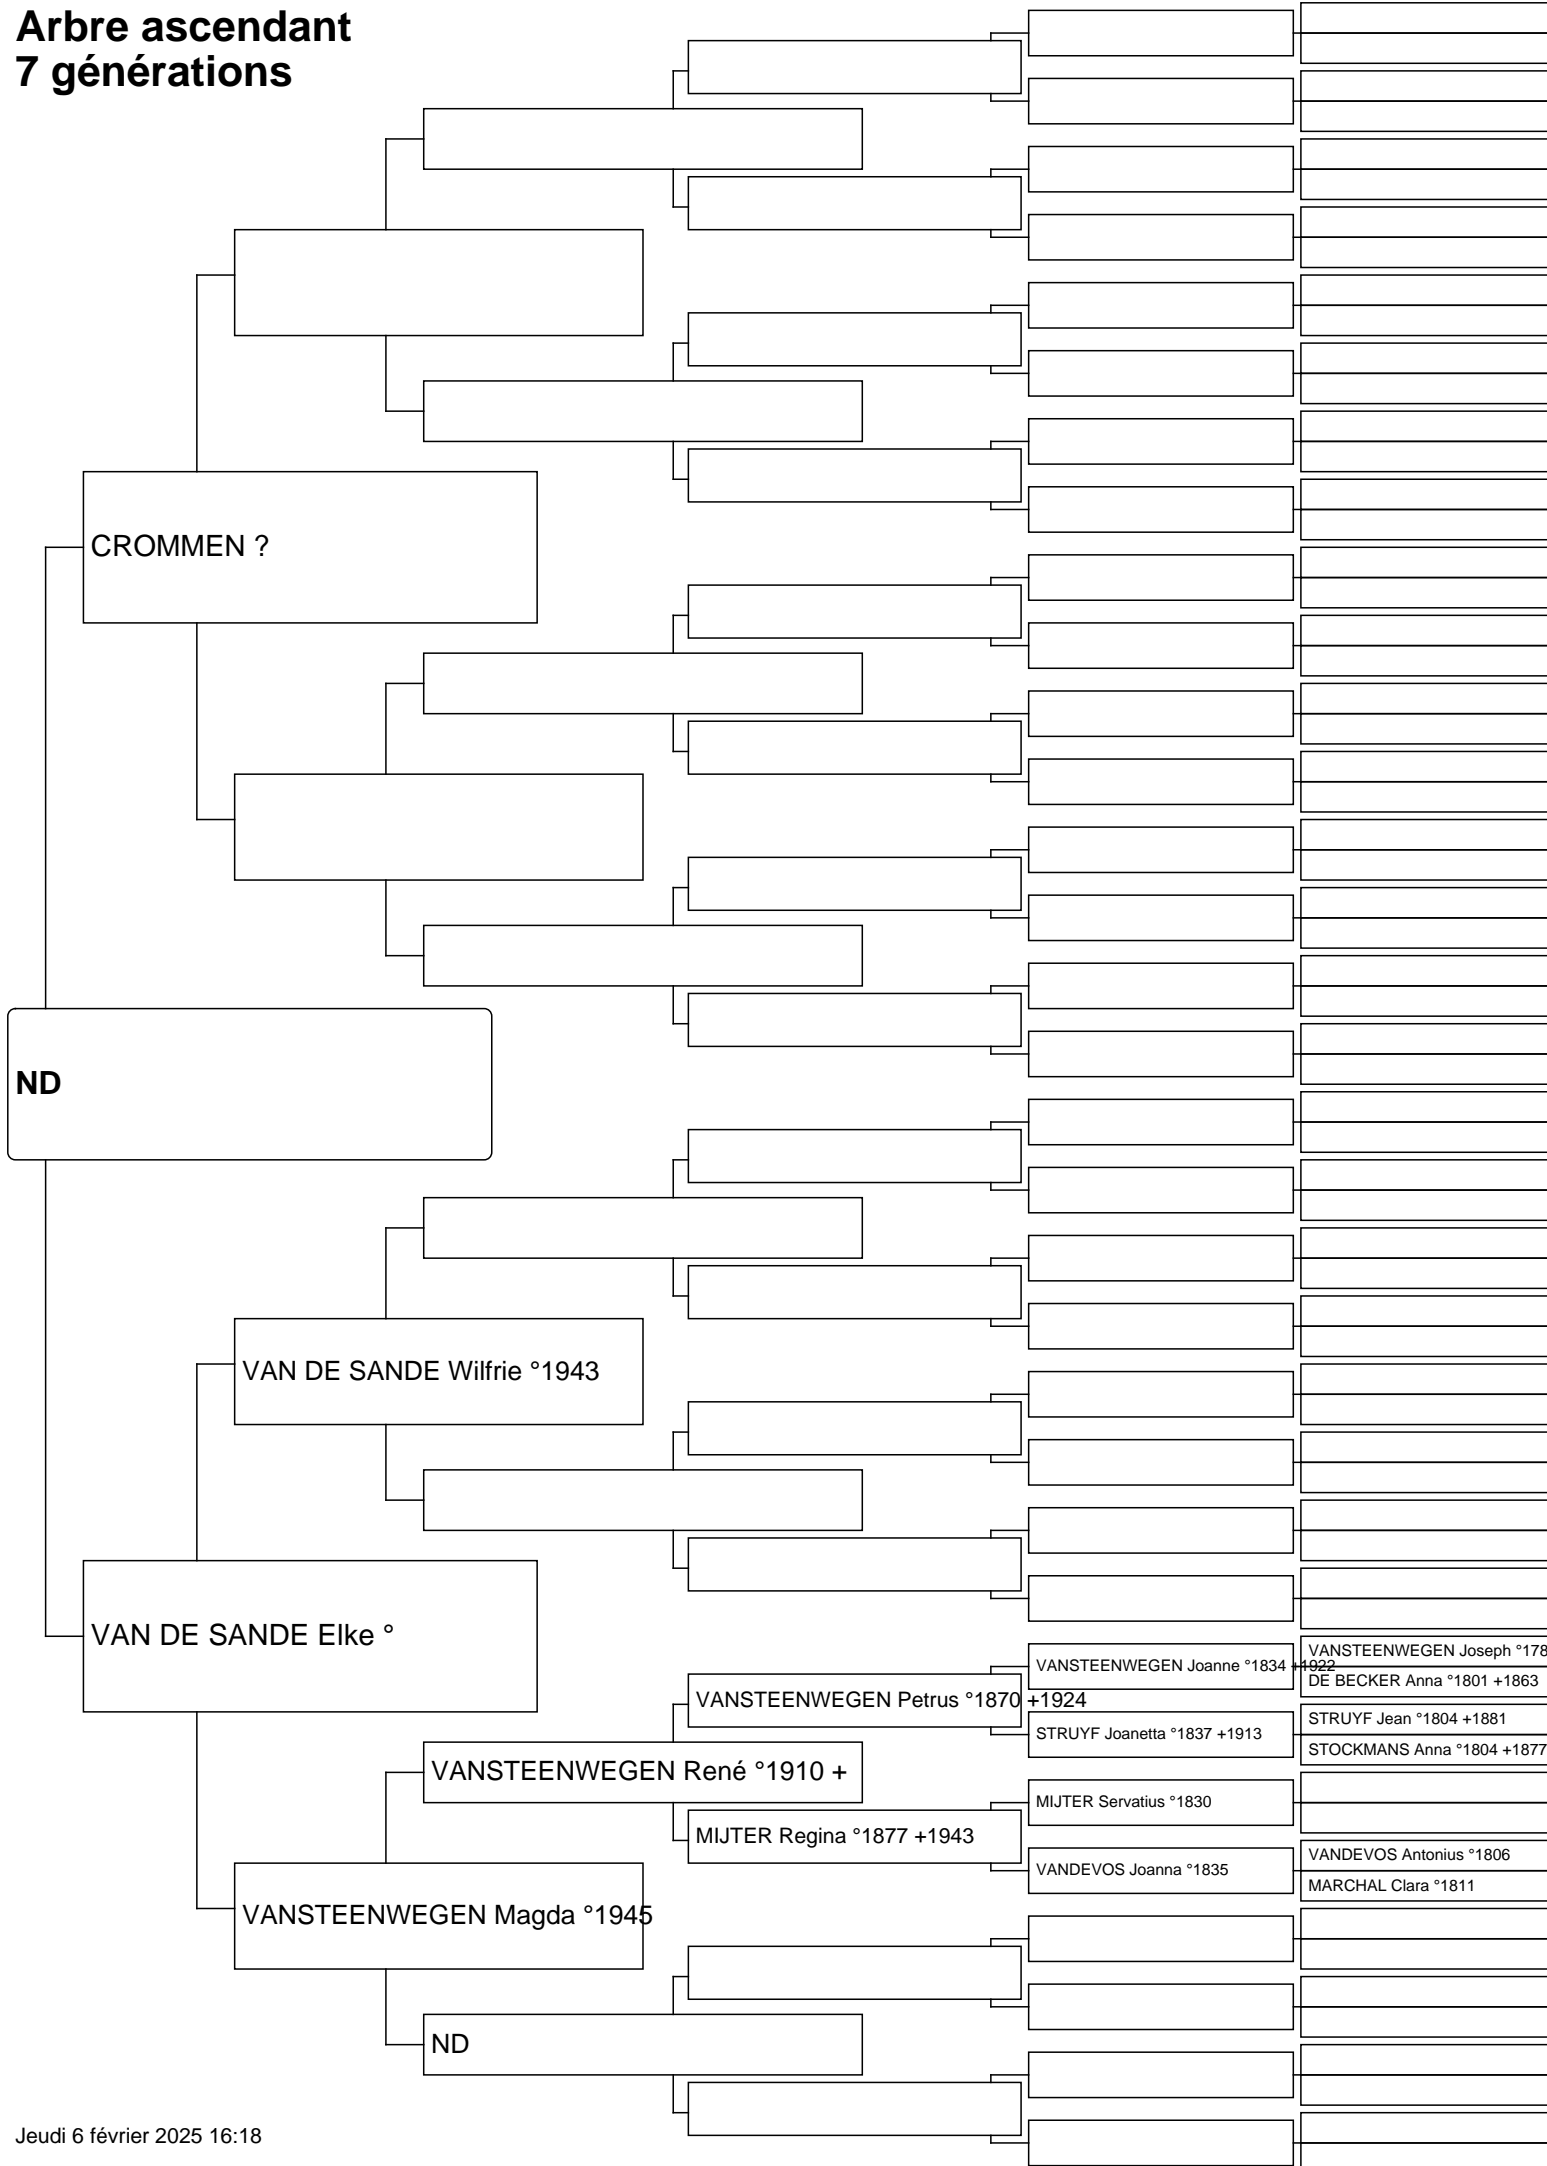 Arbre ascendant
7 générations
CROMMEN ?
ND
VAN DE SANDE Wilfrie °1943
VAN DE SANDE Elke °
VANSTEENWEGEN Joanne °1834 +1922
VANSTEENWEGEN Joseph °178
DE BECKER Anna °1801 +1863
VANSTEENWEGEN Petrus °1870 +1924
STRUYF Joanetta °1837 +1913
STRUYF Jean °1804 +1881
STOCKMANS Anna °1804 +1877
VANSTEENWEGEN René °1910 +
MIJTER Servatius °1830
MIJTER Regina °1877 +1943
VANDEVOS Joanna °1835
VANDEVOS Antonius °1806
MARCHAL Clara °1811
VANSTEENWEGEN Magda °1945
ND
Jeudi 6 février 2025 16:18